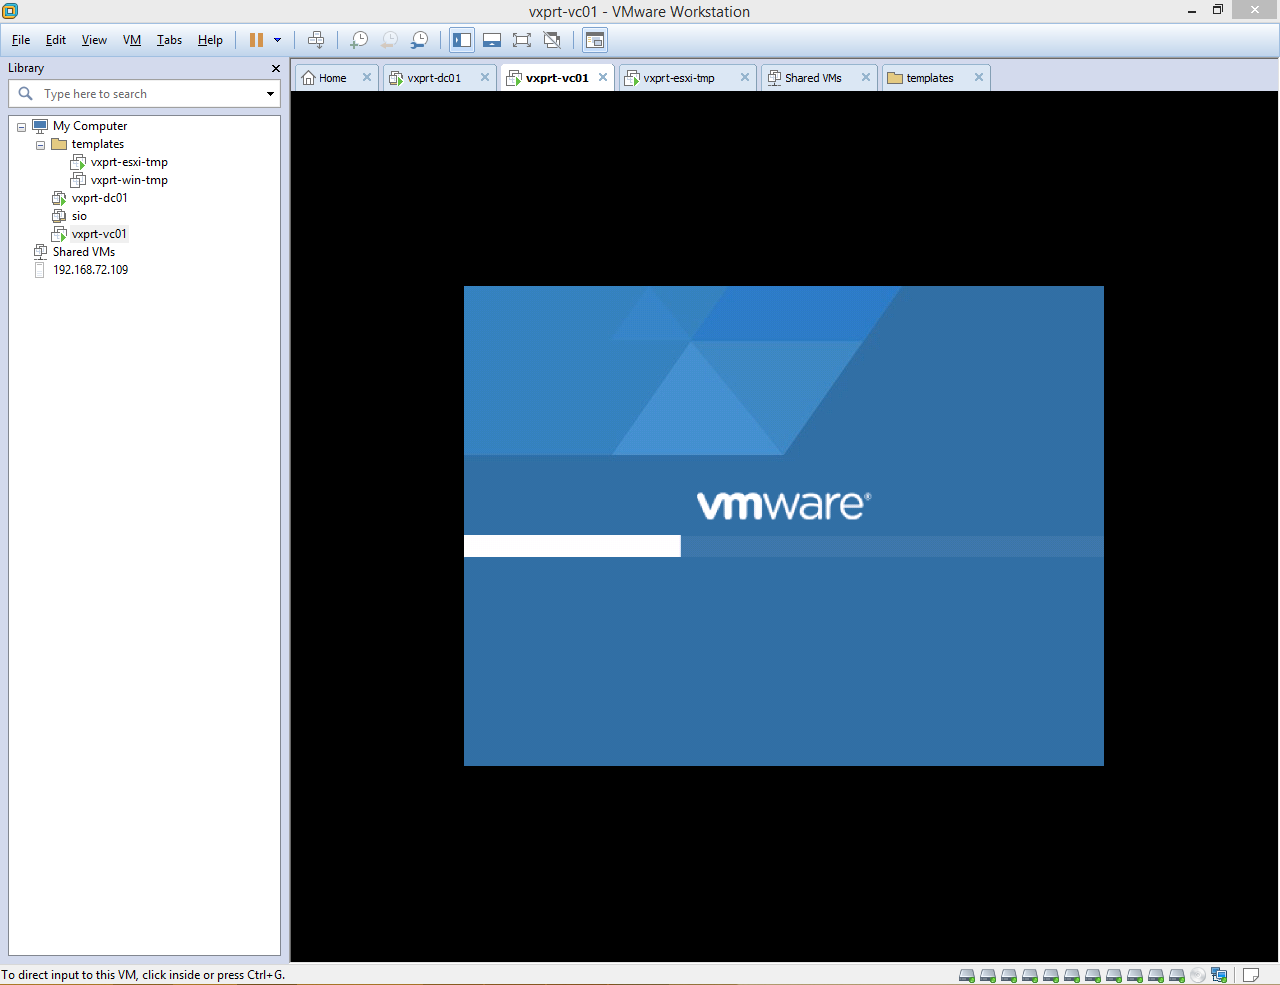 vxprt-vc01 - VMware Workstation
File Edit View VM Tabs Help
Library
Type here to search
Home vxprt-dc01 vxprt-vc01 vxprt-esxi-tmp Shared VMs templates
My Computer
templates
vxprt-esxi-tmp
vxprt-win-tmp
vxprt-dc01
sio
vxprt-vc01
Shared VMs
192.168.72.109
vmware®
To direct input to this VM, click inside or press Ctrl+G.